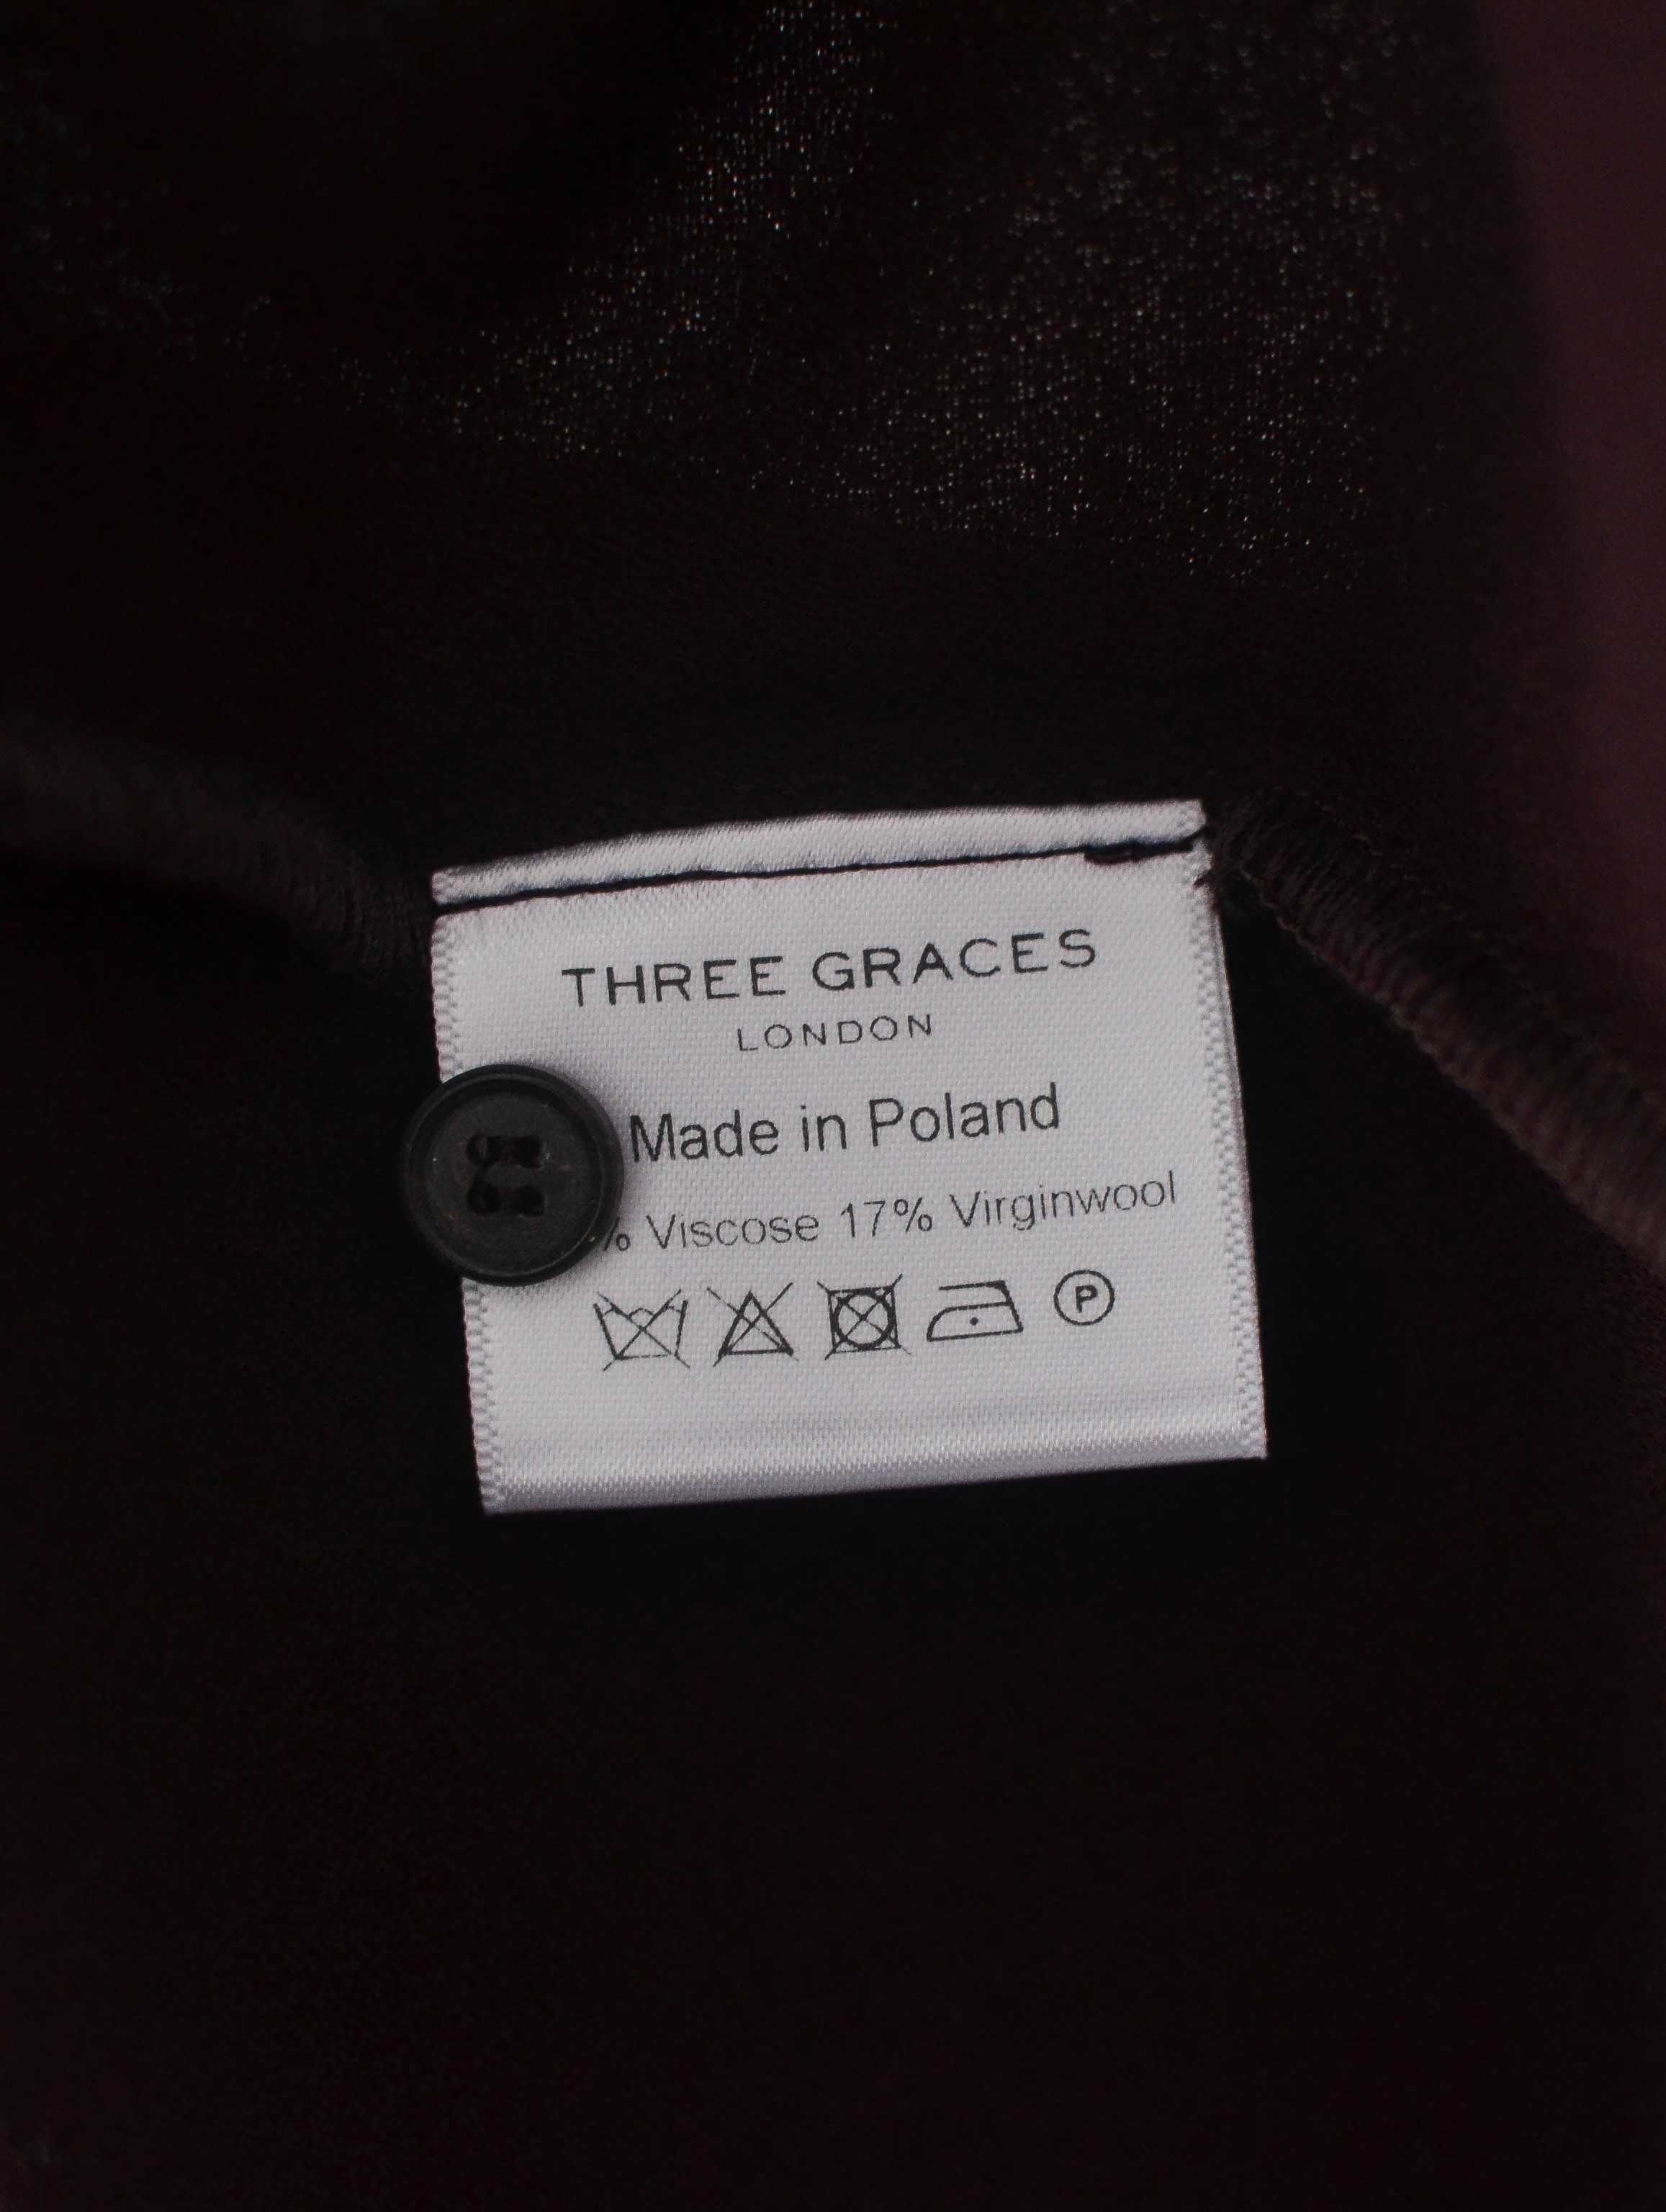 THREE GRACES
LONDON
Made in Poland
% Viscose 17% Virginwool
P